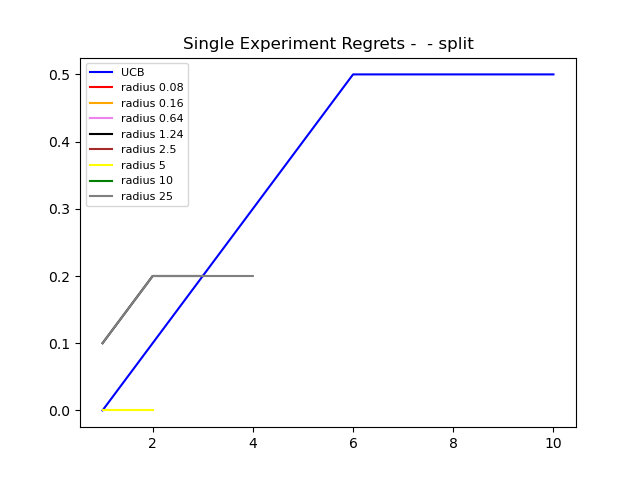 Single Experiment Regrets -  - split
0.5
0.4
0.3
0.2
0.1
0.0
UCB
radius 0.08
radius 0.16
radius 0.64
radius 1.24
radius 2.5
radius 5
radius 10
radius 25
2 4 6 8 10